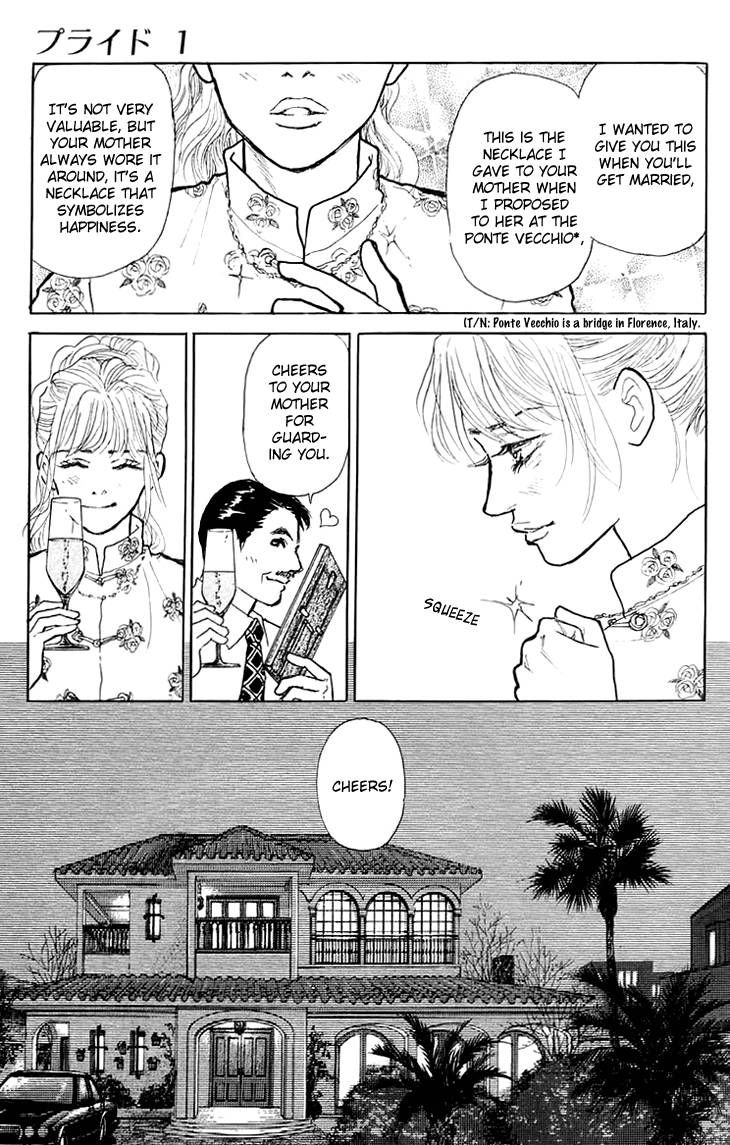 プライド 1
I WANTED TO
GIVE YOU THIS
WHEN YOU'LL
GET MARRIED,
THIS IS THE
NECKLACE I
GAVE TO YOUR
MOTHER WHEN
I PROPOSED
TO HER AT THE
PONTE VECCHIO*,
IT'S NOT VERY
VALUABLE, BUT
YOUR MOTHER
ALWAYS WORE IT
AROUND, IT'S A
NECKLACE THAT
SYMBOLIZES
HAPPINESS.
(T/N: Ponte Vecchio is a bridge in Florence, Italy.
SQUEEZE
CHEERS
TO YOUR
MOTHER
FOR
GUARD-
ING YOU.
CHEERS!